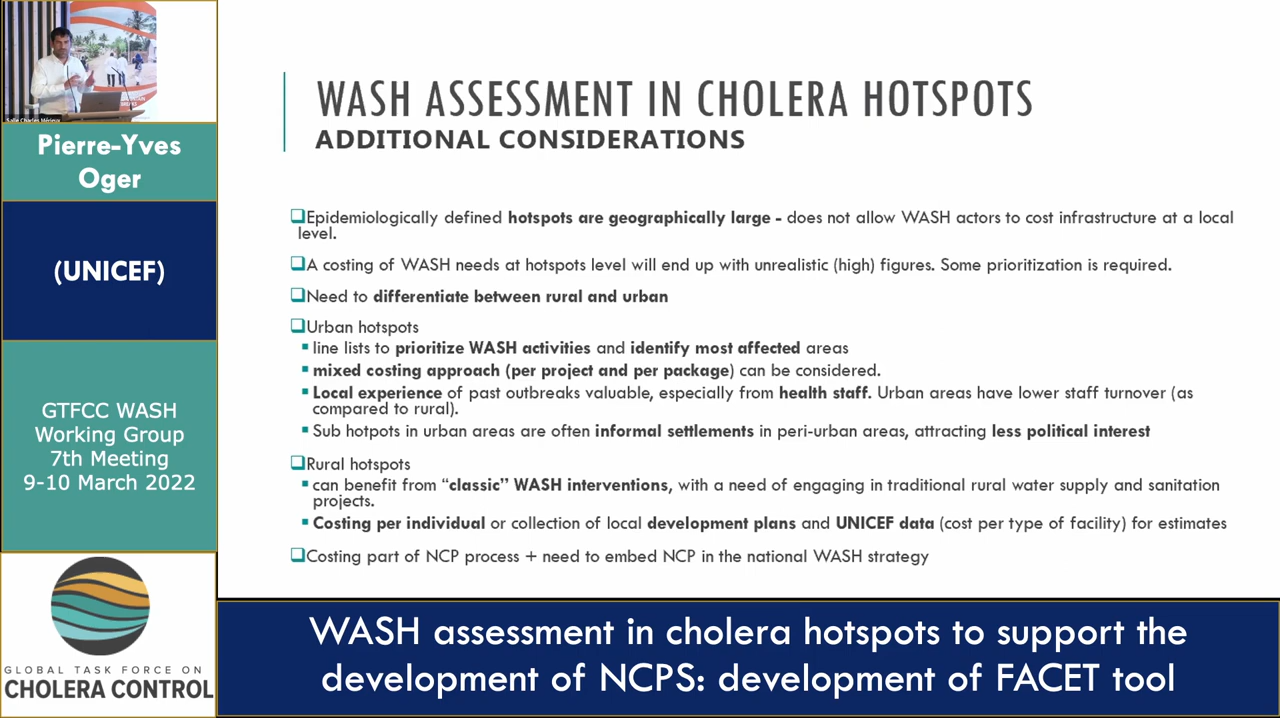 Salle Charles Mérieux
Pierre-Yves
Oger
(UNICEF)
GTFCC WASH
Working Group
7th Meeting
9-10 March 2022
GLOBAL TASK FORCE ON
CHOLERA CONTROL
WASH ASSESSMENT IN CHOLERA HOTSPOTS
ADDITIONAL CONSIDERATIONS
❑Epidemiologically defined hotspots are geographically large - does not allow WASH actors to cost infrastructure at a local
level.
❑A costing of WASH needs at hotspots level will end up with unrealistic (high) figures. Some prioritization is required.
❑Need to differentiate between rural and urban
❑Urban hotspots
▪ line lists to prioritize WASH activities and identify most affected areas
▪ mixed costing approach (per project and per package) can be considered.
▪ Local experience of past outbreaks valuable, especially from health staff. Urban areas have lower staff turnover (as
compared to rural).
▪ Sub hotpots in urban areas are often informal settlements in peri-urban areas, attracting less political interest
❑Rural hotspots
▪ can benefit from “classic” WASH interventions, with a need of engaging in traditional rural water supply and sanitation
projects.
▪ Costing per individual or collection of local development plans and UNICEF data (cost per type of facility) for estimates
❑Costing part of NCP process + need to embed NCP in the national WASH strategy
WASH assessment in cholera hotspots to support the
development of NCPS: development of FACET tool